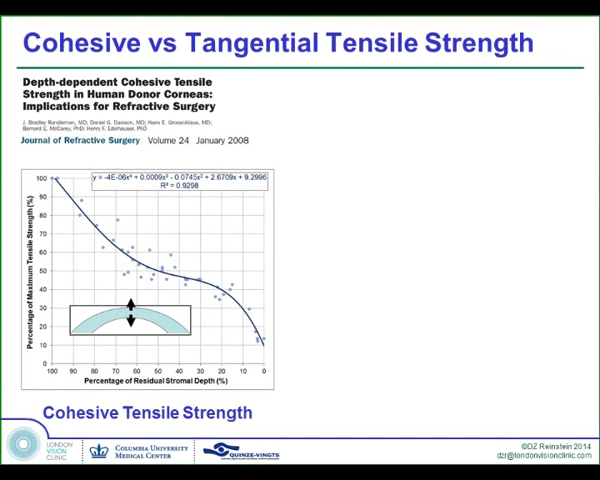 Cohesive vs Tangential Tensile Strength
Depth-dependent Cohesive Tensile
Strength in Human Donor Corneas:
Implications for Refractive Surgery
J. Bradley Randleman, MD; Daniel G. Dawson, MD; Hans E. Grossniklaus, MD;
Bernard E. McCarey, PhD; Henry F. Edelhauser, PhD
Journal of Refractive Surgery Volume 24 January 2008
y = -4E-06x⁴ + 0.0009x³ - 0.0745x² + 2.6709x + 9.2996
R² = 0.9298
Percentage of Maximum Tensile Strength (%)
100
90
80
70
60
50
40
30
20
10
0
100 90 80 70 60 50 40 30 20 10 0
Percentage of Residual Stromal Depth (%)
Cohesive Tensile Strength
LONDON
VISION
CLINIC
COLUMBIA UNIVERSITY
MEDICAL CENTER
QUINZE-VINGTS
©DZ Reinstein 2014
dzr@londonvisionclinic.com